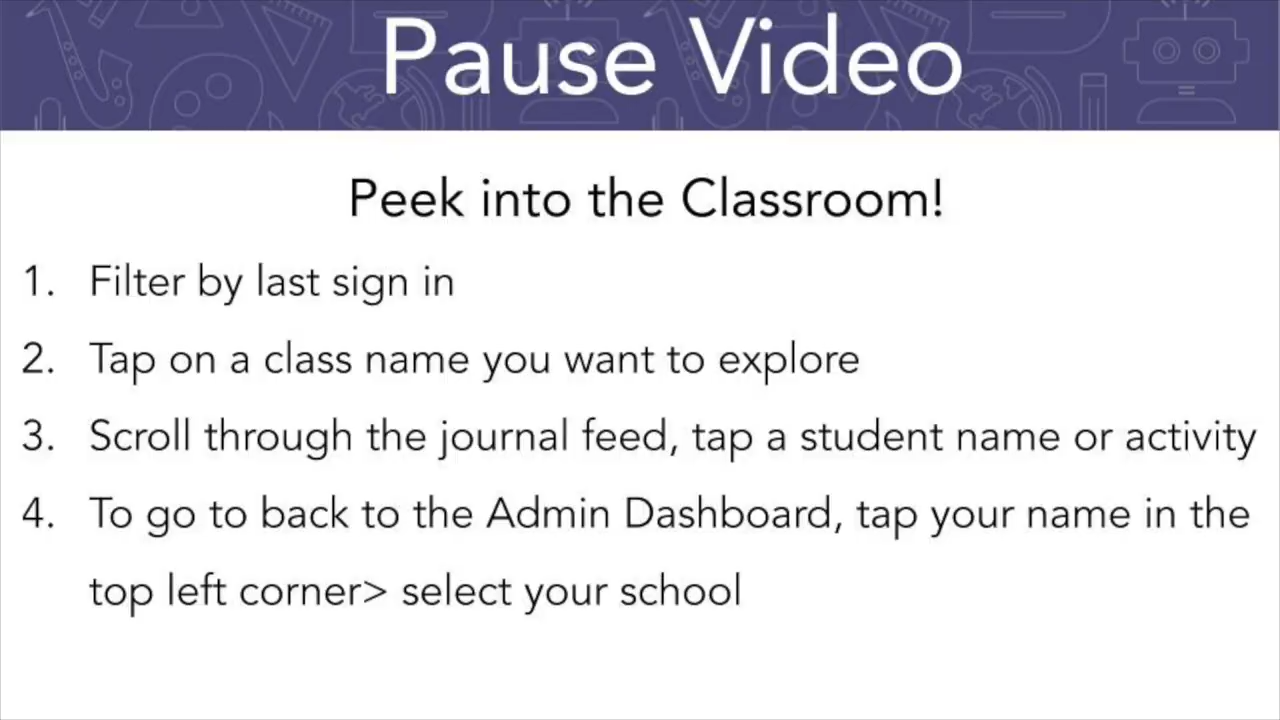 Pause Video
Peek into the Classroom!
1. Filter by last sign in
2. Tap on a class name you want to explore
3. Scroll through the journal feed, tap a student name or activity
4. To go to back to the Admin Dashboard, tap your name in the
top left corner> select your school